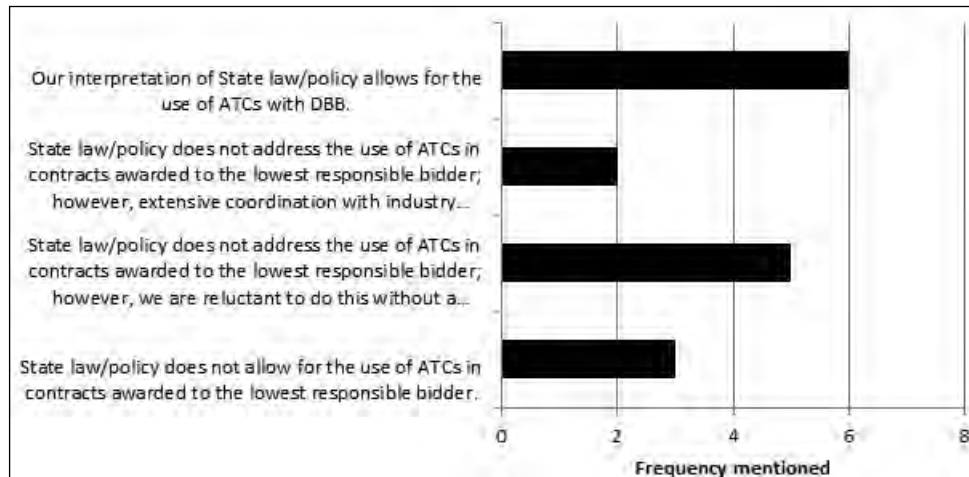 Our interpretation of State law/policy allows for the
use of ATCs with DBB.
State law/policy does not address the use of ATCs in
contracts awarded to the lowest responsible bidder;
however, extensive coordination with industry...
State law/policy does not address the use of ATCs in
contracts awarded to the lowest responsible bidder;
however, we are reluctant to do this without a...
State law/policy does not allow for the use of ATCs in
contracts awarded to the lowest responsible bidder.
0 2 4 6 8
Frequency mentioned